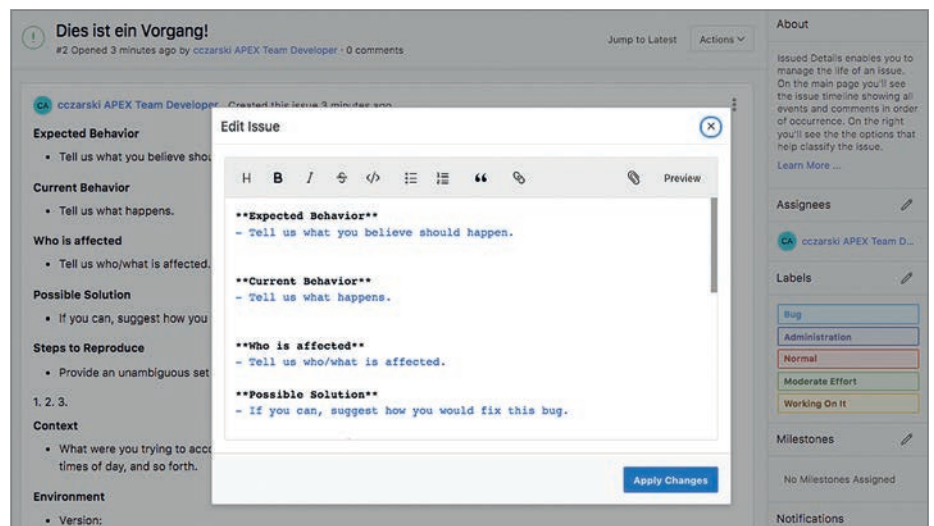 Dies ist ein Vorgang!
#2 Opened 3 minutes ago by cczarski APEX Team Developer · 0 comments
Jump to Latest
Actions
CA cczarski APEX Team Developer Created this issue 3 minutes ago
Expected Behavior
• Tell us what you believe shou
Current Behavior
• Tell us what happens.
Who is affected
• Tell us who/what is affected.
Possible Solution
• If you can, suggest how you
Steps to Reproduce
• Provide an unambiguous set
1. 2. 3.
Context
• What were you trying to acco
times of day, and so forth.
Environment
• Version:
Edit Issue
H B I S </> Preview
**Expected Behavior**
- Tell us what you believe should happen.
**Current Behavior**
- Tell us what happens.
**Who is affected**
- Tell us who/what is affected.
**Possible Solution**
- If you can, suggest how you would fix this bug.
Apply Changes
About
Issued Details enables you to
manage the life of an issue.
On the main page you'll see
the issue timeline showing all
events and comments in order
of occurrence. On the right
you'll see the the options that
help classify the issue.
Learn More ...
Assignees
CA cczarski APEX Team D...
Labels
Bug
Administration
Normal
Moderate Effort
Working On It
Milestones
No Milestones Assigned
Notifications